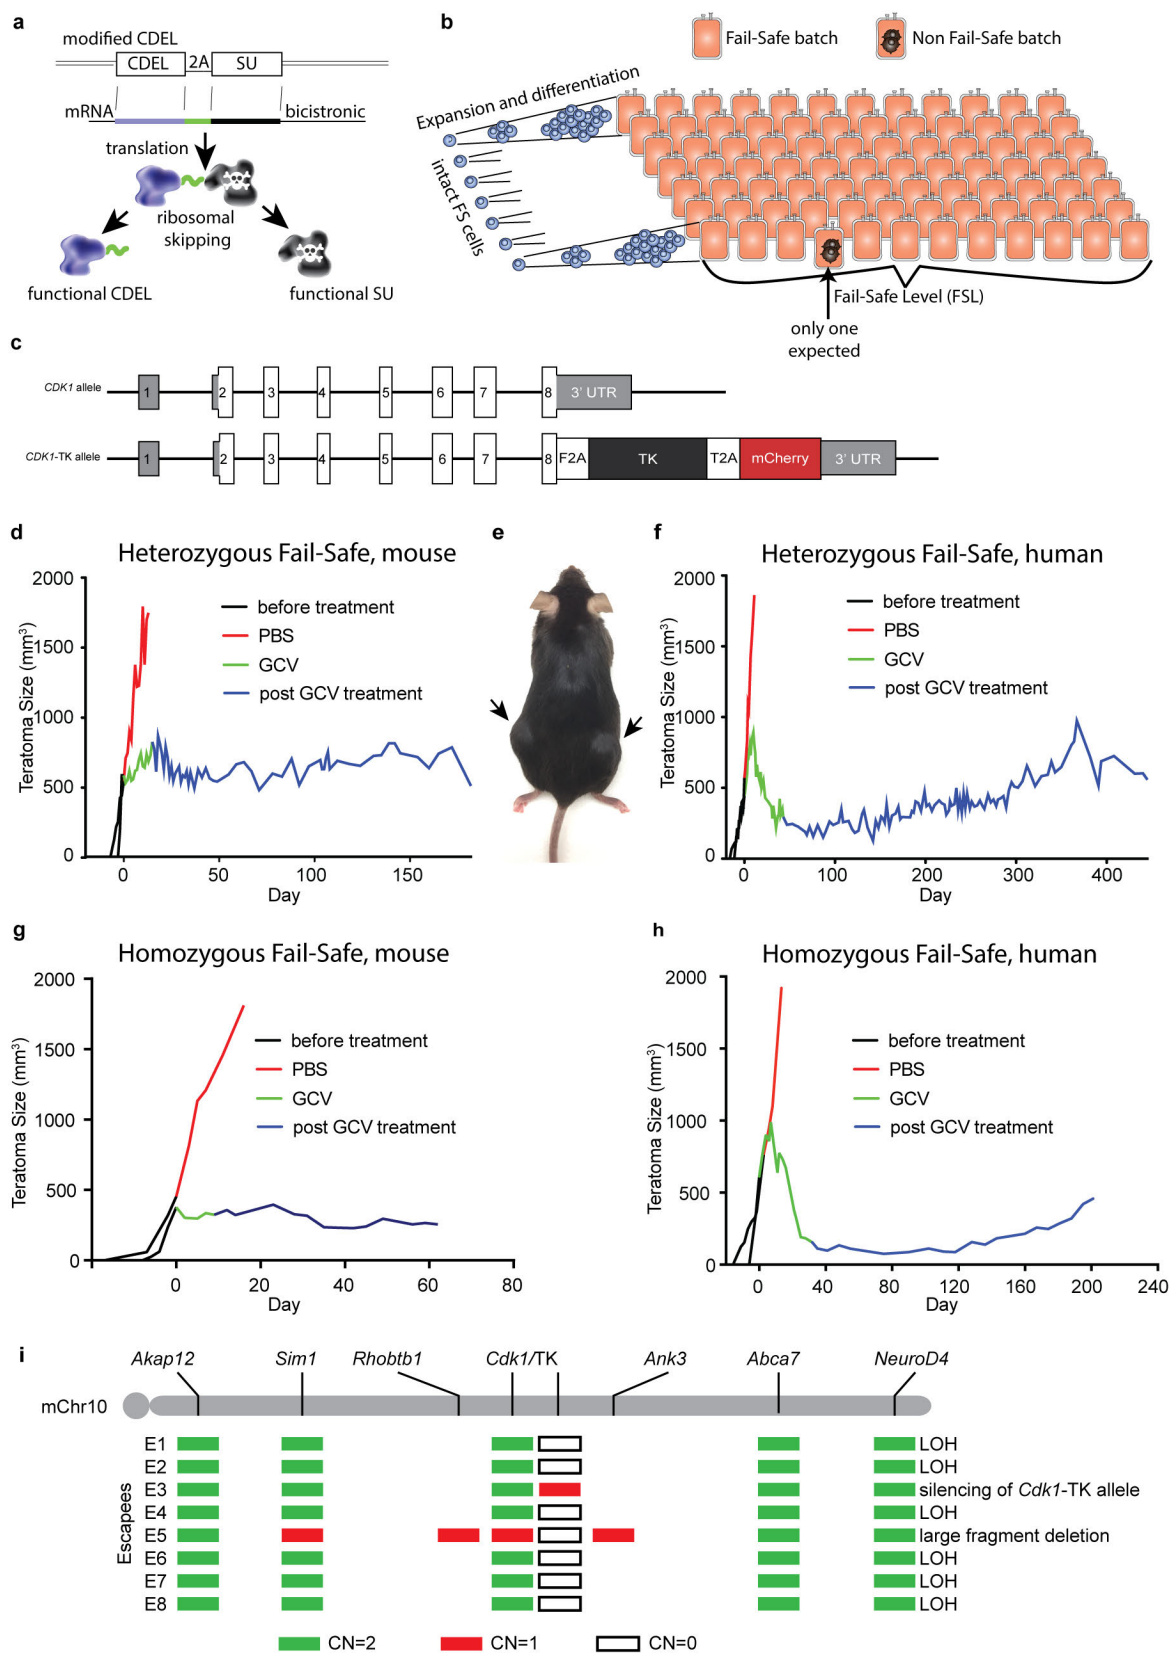 a
modified CDEL
CDEL
2A
SU
mRNA
bicistronic
translation
ribosomal
skipping
functional CDEL
functional SU
b
Fail-Safe batch
Non Fail-Safe batch
Expansion and differentiation
intact FS cells
Fail-Safe Level (FSL)
only one
expected
c
CDK1 allele
1 2 3 4 5 6 7 8 3' UTR
CDK1-TK allele
1 2 3 4 5 6 7 8 F2A TK T2A mCherry 3' UTR
d
Heterozygous Fail-Safe, mouse
Teratoma Size (mm³)
2000
1500
1000
500
0
before treatment
PBS
GCV
post GCV treatment
0 50 100 150
Day
e
f
Heterozygous Fail-Safe, human
Teratoma Size (mm³)
2000
1500
1000
500
0
before treatment
PBS
GCV
post GCV treatment
0 100 200 300 400
Day
g
Homozygous Fail-Safe, mouse
Teratoma Size (mm³)
2000
1500
1000
500
0
before treatment
PBS
GCV
post GCV treatment
0 20 40 60 80
Day
h
Homozygous Fail-Safe, human
Teratoma Size (mm³)
2000
1500
1000
500
0
before treatment
PBS
GCV
post GCV treatment
0 40 80 120 160 200 240
Day
i
Akap12 Sim1 Rhobtb1 Cdk1/TK Ank3 Abca7 NeuroD4
mChr10
Escapees
E1 LOH
E2 LOH
E3 silencing of Cdk1-TK allele
E4 LOH
E5 large fragment deletion
E6 LOH
E7 LOH
E8 LOH
CN=2 CN=1 CN=0